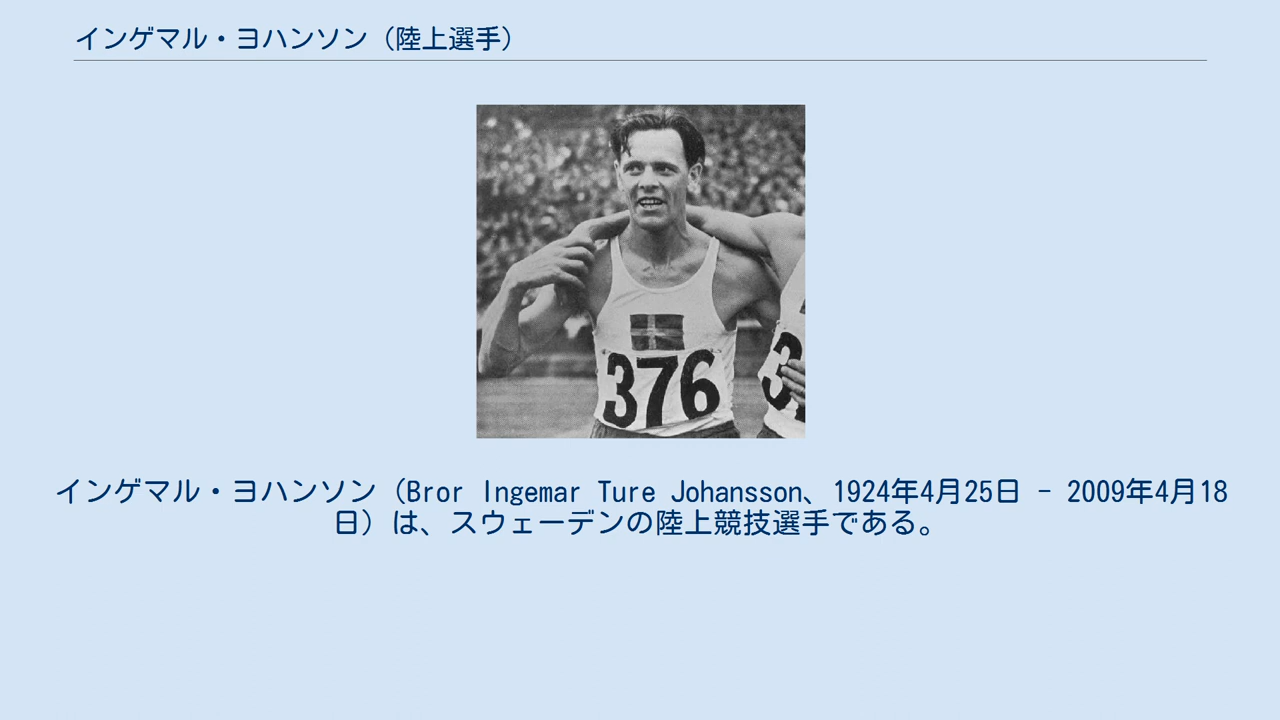 インゲマル・ヨハンソン（陸上選手）
376
3
インゲマル・ヨハンソン（Bror Ingemar Ture Johansson、1924年4月25日 - 2009年4月18
日）は、スウェーデンの陸上競技選手である。